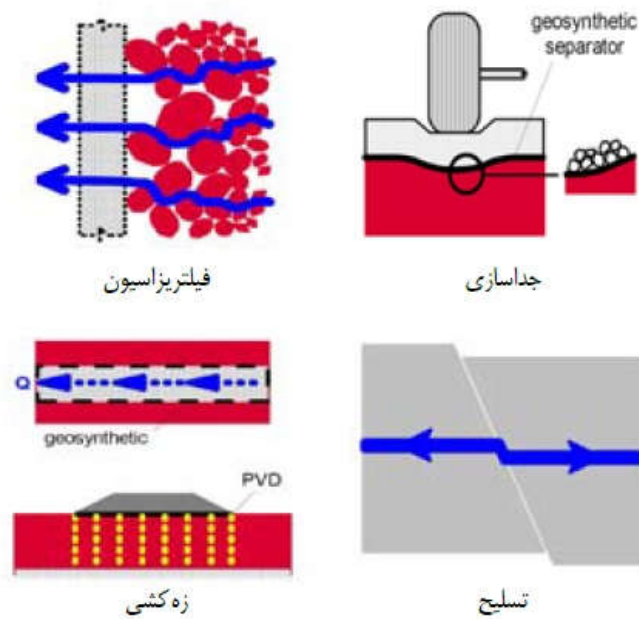 geosynthetic
separator
فیلتریزاسیون
جداسازی
Q
geosynthetic
PVD
زه کشی
تسلیح